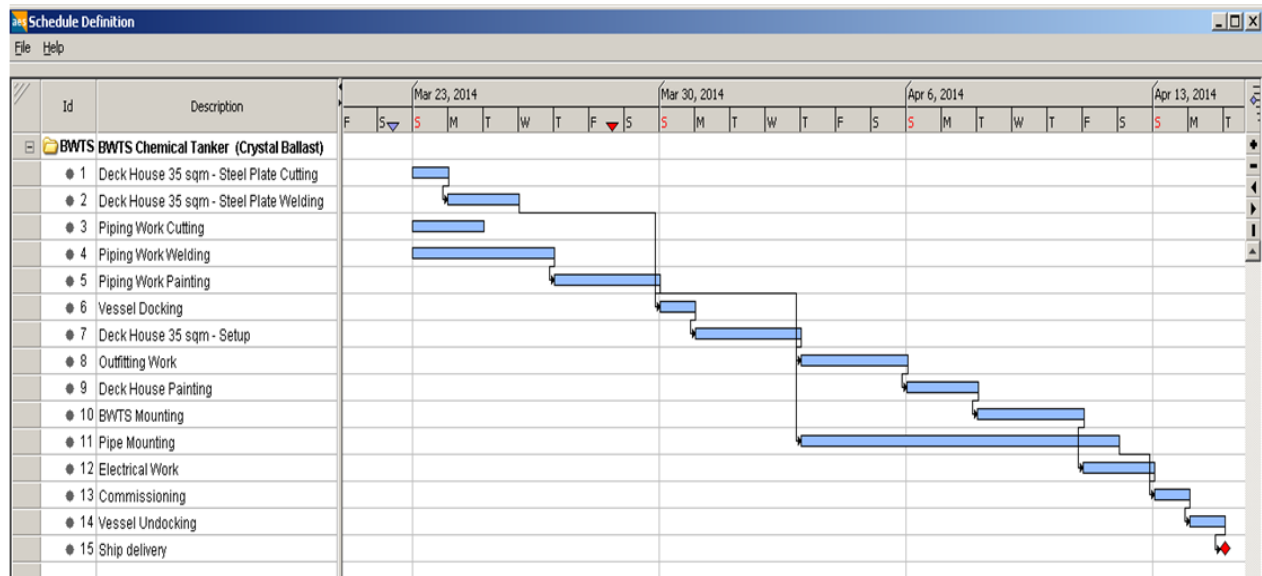 aes Schedule Definition
File Help
Id Description Mar 23, 2014 Mar 30, 2014 Apr 6, 2014 Apr 13, 2014
F S S M T W T F S S M T W T F S S M T W T F S S M T
BWTS BWTS Chemical Tanker (Crystal Ballast)
1 Deck House 35 sqm - Steel Plate Cutting
2 Deck House 35 sqm - Steel Plate Welding
3 Piping Work Cutting
4 Piping Work Welding
5 Piping Work Painting
6 Vessel Docking
7 Deck House 35 sqm - Setup
8 Outfitting Work
9 Deck House Painting
10 BWTS Mounting
11 Pipe Mounting
12 Electrical Work
13 Commissioning
14 Vessel Undocking
15 Ship delivery